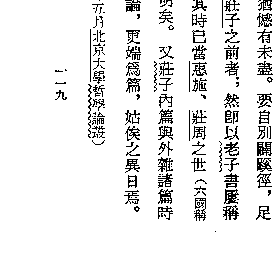 猶憾有未盡。要自別闢蹊徑,足
莊子之前者,然卽以老子書屢稱
其時已當惠施、莊周之世(六國稱
明矣。又莊子內篇與外雜諸篇時
論,更端爲篇,姑俟之異日焉。
五月北京大學哲學論叢)
一一九